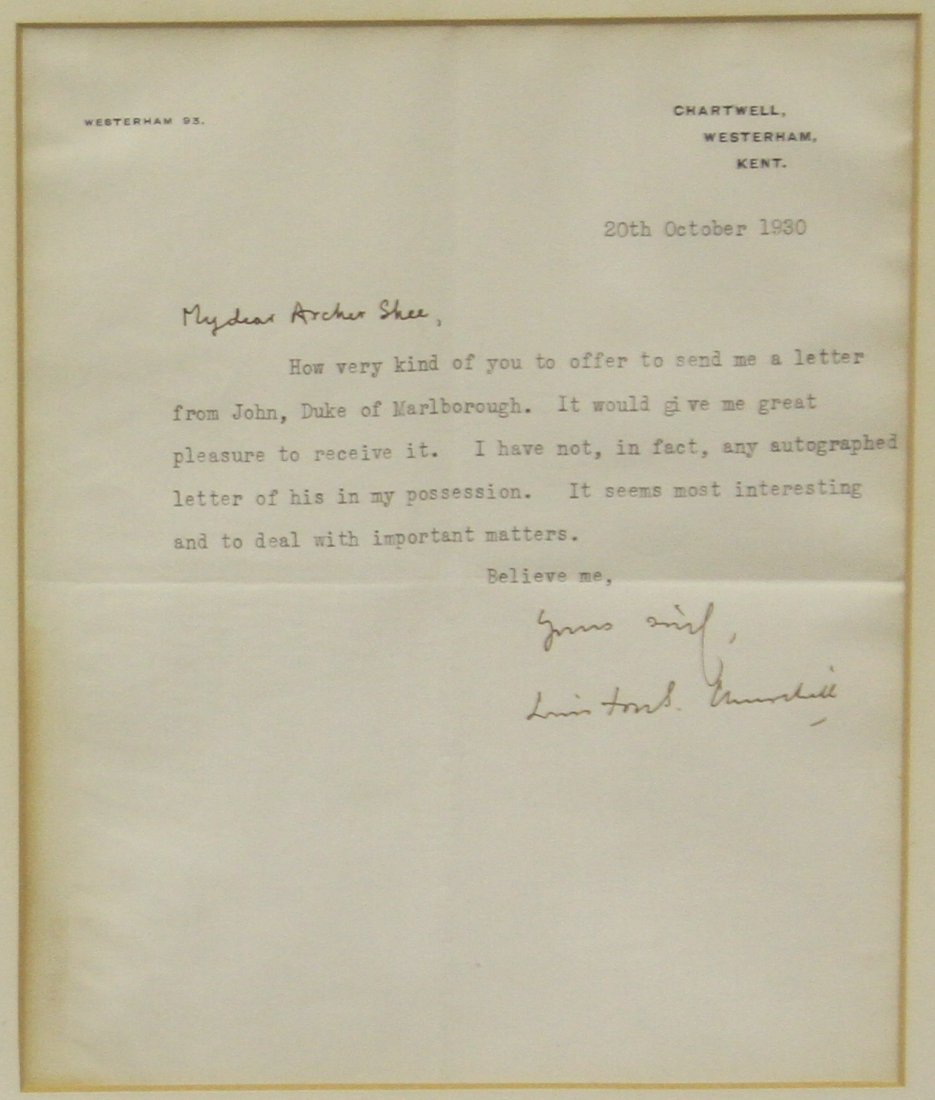 WESTERHAM 93.
CHARTWELL,
WESTERHAM,
KENT.
20th October 1930
My dear Archer Shee,
How very kind of you to offer to send me a letter
from John, Duke of Marlborough. It would give me great
pleasure to receive it. I have not, in fact, any autographed
letter of his in my possession. It seems most interesting
and to deal with important matters.
Believe me,
Yours
Winston S. Churchill